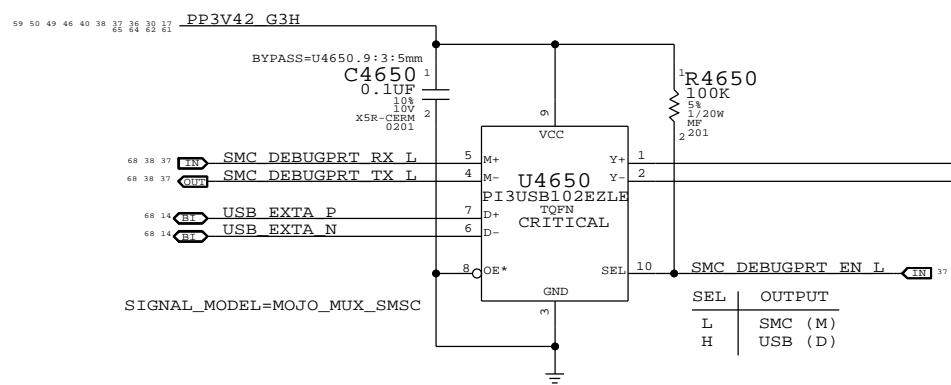 59 50 49 46 40 38 37 36 30 17
65 64 62 61
PP3V42_G3H
BYPASS=U4650.9:3:5mm
C4650 1
0.1UF
10%
10V 2
X5R-CERM
0201
1 R4650
100K
5%
1/20W
MF
2 201
9
VCC
68 38 37 IN SMC_DEBUGPRT_RX_L 5 M+ Y+ 1
68 38 37 OUT SMC_DEBUGPRT_TX_L 4 M- Y- 2
U4650
PI3USB102EZLE
TQFN
CRITICAL
68 14 BI USB_EXTA_P 7 D+
68 14 BI USB_EXTA_N 6 D-
8 OE* SEL 10 SMC_DEBUGPRT_EN_L IN 37
GND
3
SIGNAL_MODEL=MOJO_MUX_SMSC
SEL OUTPUT
L SMC (M)
H USB (D)